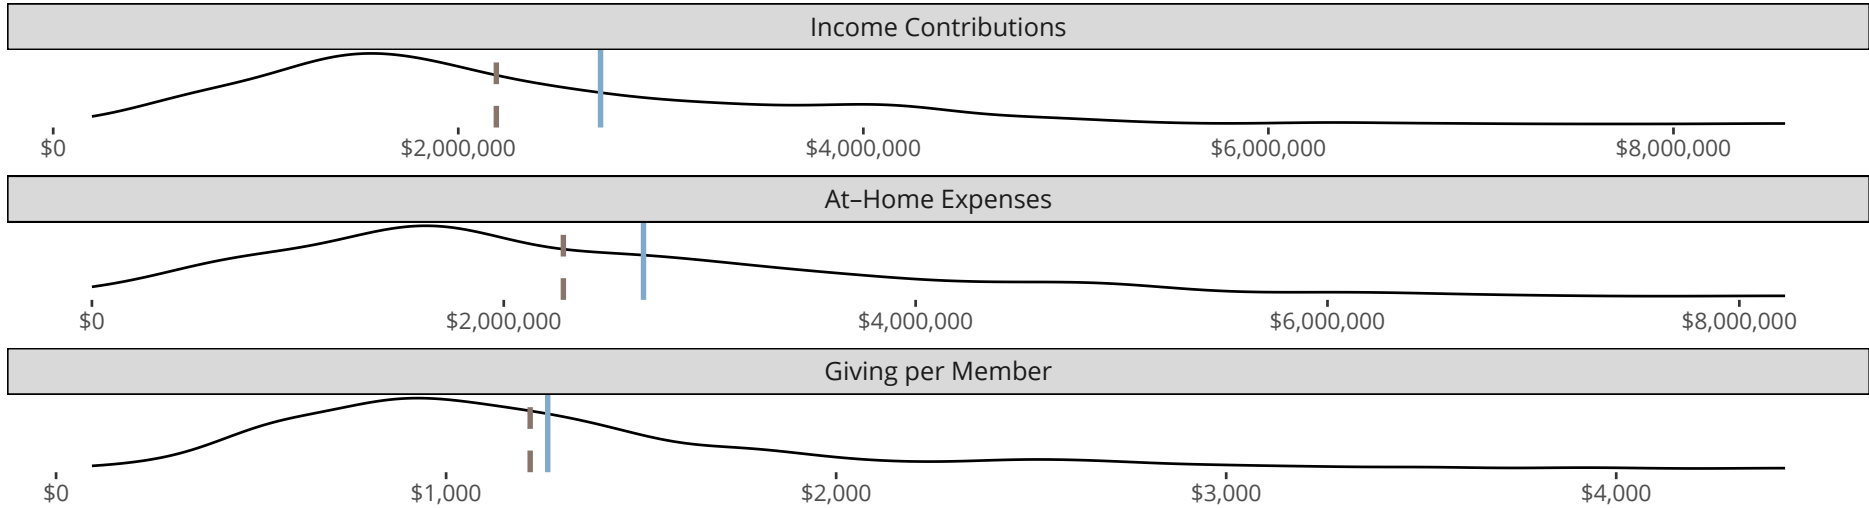 Income Contributions
$0 $2,000,000 $4,000,000 $6,000,000 $8,000,000
At–Home Expenses
$0 $2,000,000 $4,000,000 $6,000,000 $8,000,000
Giving per Member
$0 $1,000 $2,000 $3,000 $4,000